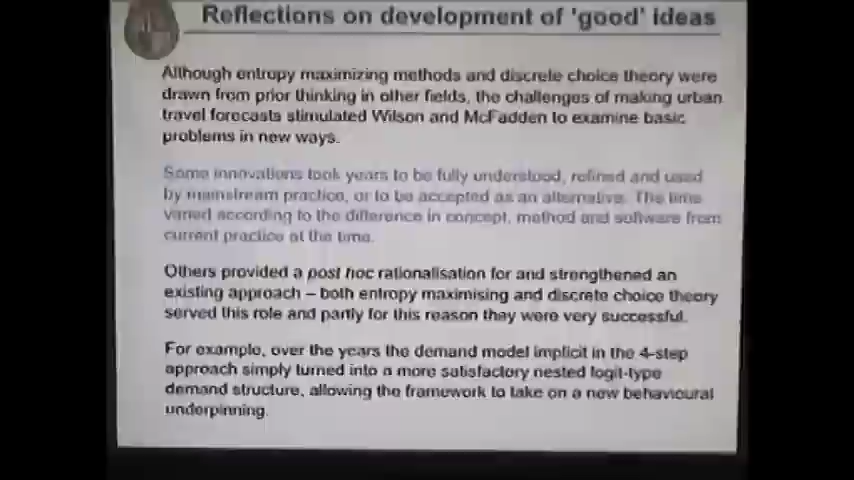 Reflections on development of 'good' ideas
Although entropy maximizing methods and discrete choice theory were
drawn from prior thinking in other fields, the challenges of making urban
travel forecasts stimulated Wilson and McFadden to examine basic
problems in new ways.
Some innovations took years to be fully understood, refined and used
by mainstream practice, or to be accepted as an alternative. The time
varied according to the difference in concept, method and software from
current practice at the time.
Others provided a post hoc rationalisation for and strengthened an
existing approach – both entropy maximising and discrete choice theory
served this role and partly for this reason they were very successful.
For example, over the years the demand model implicit in the 4-step
approach simply turned into a more satisfactory nested logit-type
demand structure, allowing the framework to take on a new behavioural
underpinning.